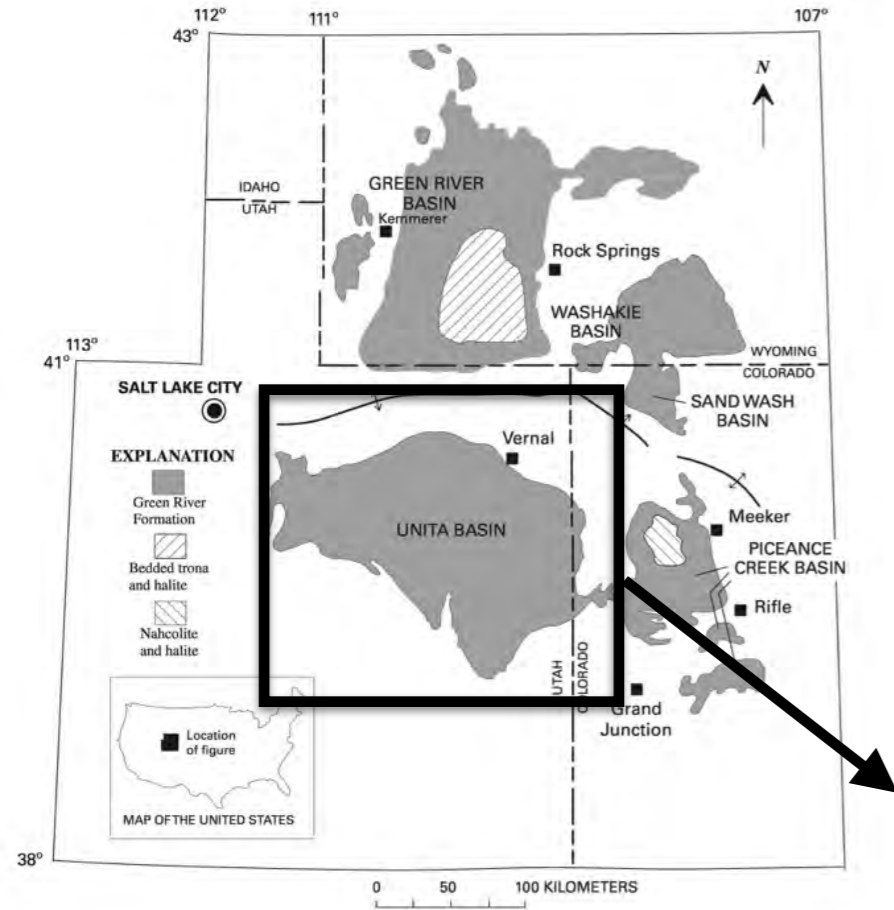 112°
111°
107°
43°
N
IDAHO
UTAH
GREEN RIVER
BASIN
Kemmerer
Rock Springs
WASHAKIE
BASIN
113°
41°
WYOMING
COLORADO
SALT LAKE CITY
SAND WASH
BASIN
Vernal
EXPLANATION
Green River
Formation
Bedded trona
and halite
Nahcolite
and halite
UNITA BASIN
Meeker
PICEANCE
CREEK BASIN
Rifle
UTAH
COLORADO
Grand
Junction
Location
of figure
MAP OF THE UNITED STATES
38°
0 50 100 KILOMETERS